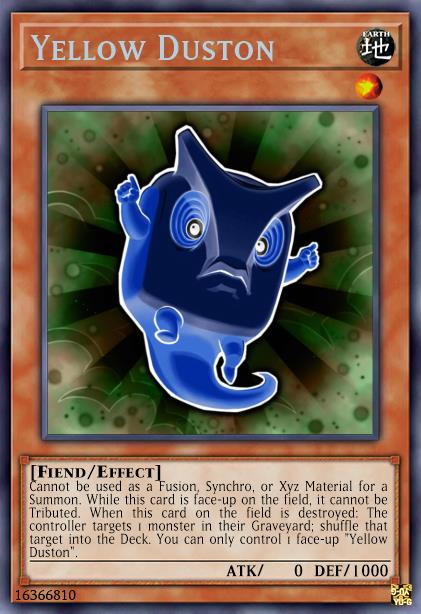 Yellow Duston
EARTH
地
[Fiend/Effect]
Cannot be used as a Fusion, Synchro, or Xyz Material for a
Summon. While this card is face-up on the field, it cannot be
Tributed. When this card on the field is destroyed: The
controller targets 1 monster in their Graveyard; shuffle that
target into the Deck. You can only control 1 face-up "Yellow
Duston".
ATK/ 0 DEF/1000
16366810